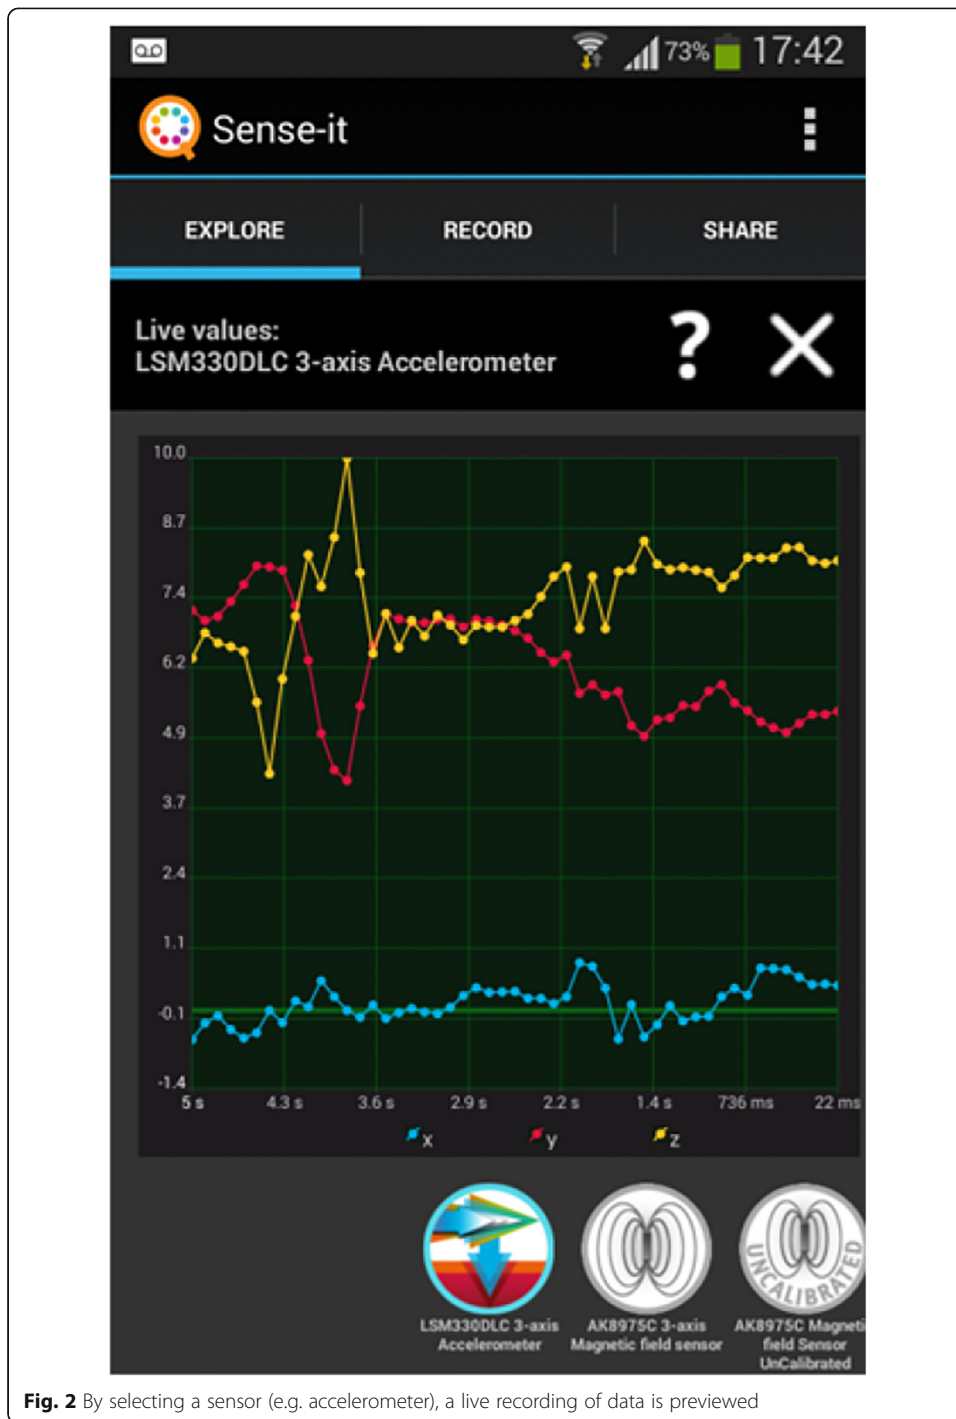 73% 17:42
Sense-it
EXPLORE RECORD SHARE
Live values:
LSM330DLC 3-axis Accelerometer
?
10.0
8.7
7.4
6.2
4.9
3.7
2.4
1.1
-0.1
-1.4
5 s 4.3 s 3.6 s 2.9 s 2.2 s 1.4 s 736 ms 22 ms
x y z
UNCALIBRATED
LSM330DLC 3-axis AK8975C 3-axis AK8975C Magneti
Accelerometer Magnetic field sensor field Sensor
UnCalibrated
Fig. 2 By selecting a sensor (e.g. accelerometer), a live recording of data is previewed